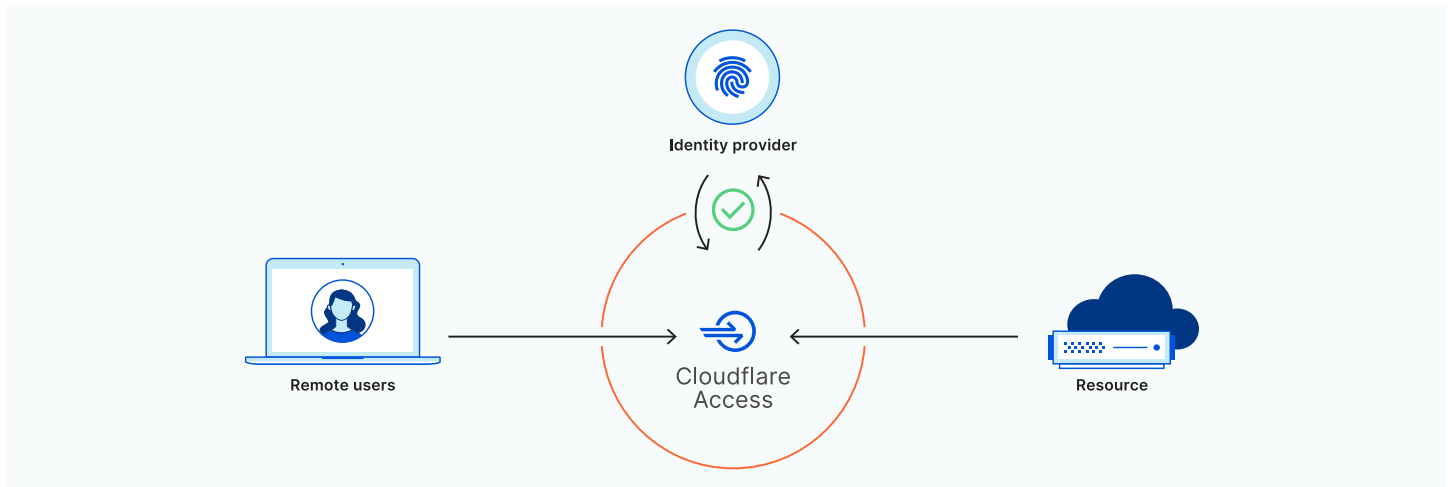 Identity provider
Remote users
Cloudflare
Access
Resource